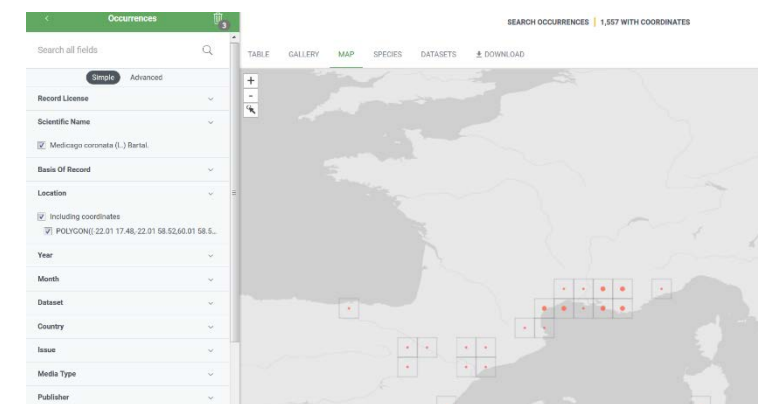 Occurrences
3
SEARCH OCCURRENCES | 1,557 WITH COORDINATES
Search all fields
TABLE GALLERY MAP SPECIES DATASETS DOWNLOAD
Simple Advanced
+
-
Record License
Scientific Name
Medicago coronata (L.) Bartal.
Basis Of Record
Location
Including coordinates
POLYGON((-22.01 17.48,-22.01 58.52,60.01 58.5...
Year
Month
Dataset
Country
Issue
Media Type
Publisher